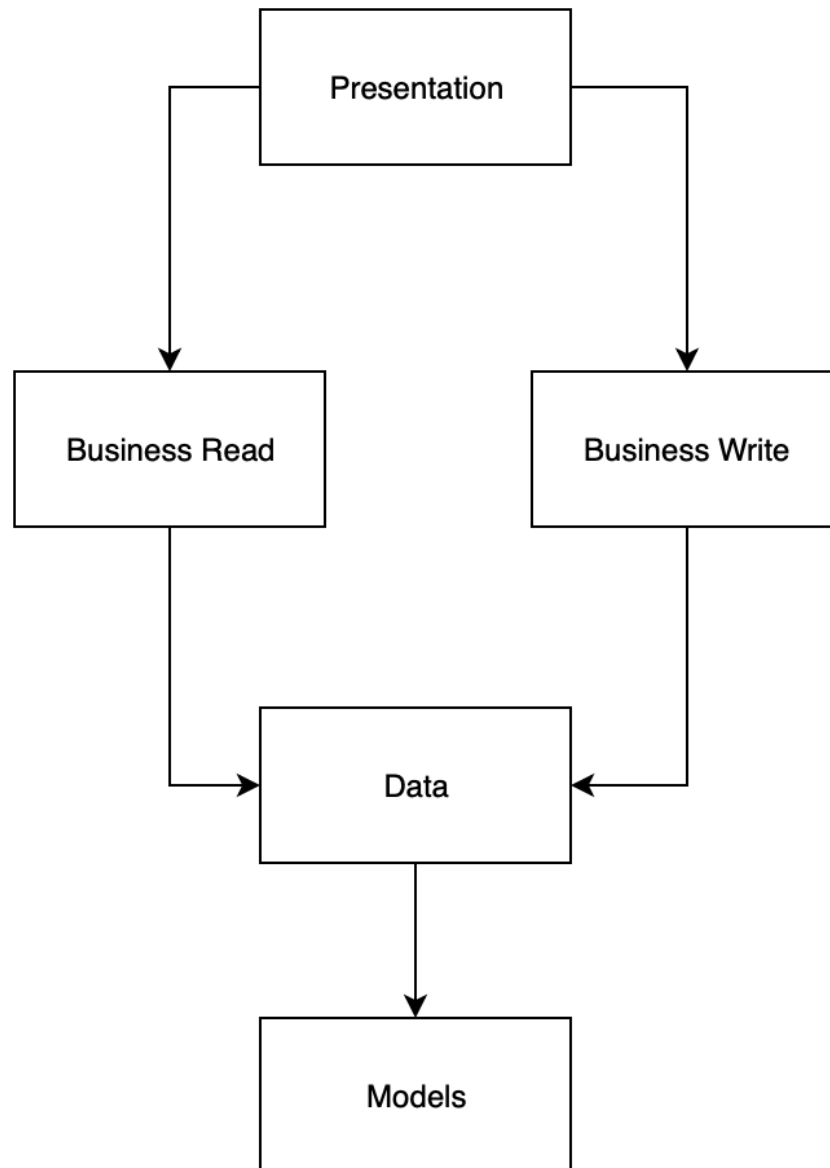 Presentation
Business Read
Business Write
Data
Models